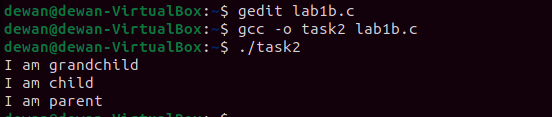 dewan@dewan-VirtualBox:~$ gedit lab1b.c
dewan@dewan-VirtualBox:~$ gcc -o task2 lab1b.c
dewan@dewan-VirtualBox:~$ ./task2
I am grandchild
I am child
I am parent